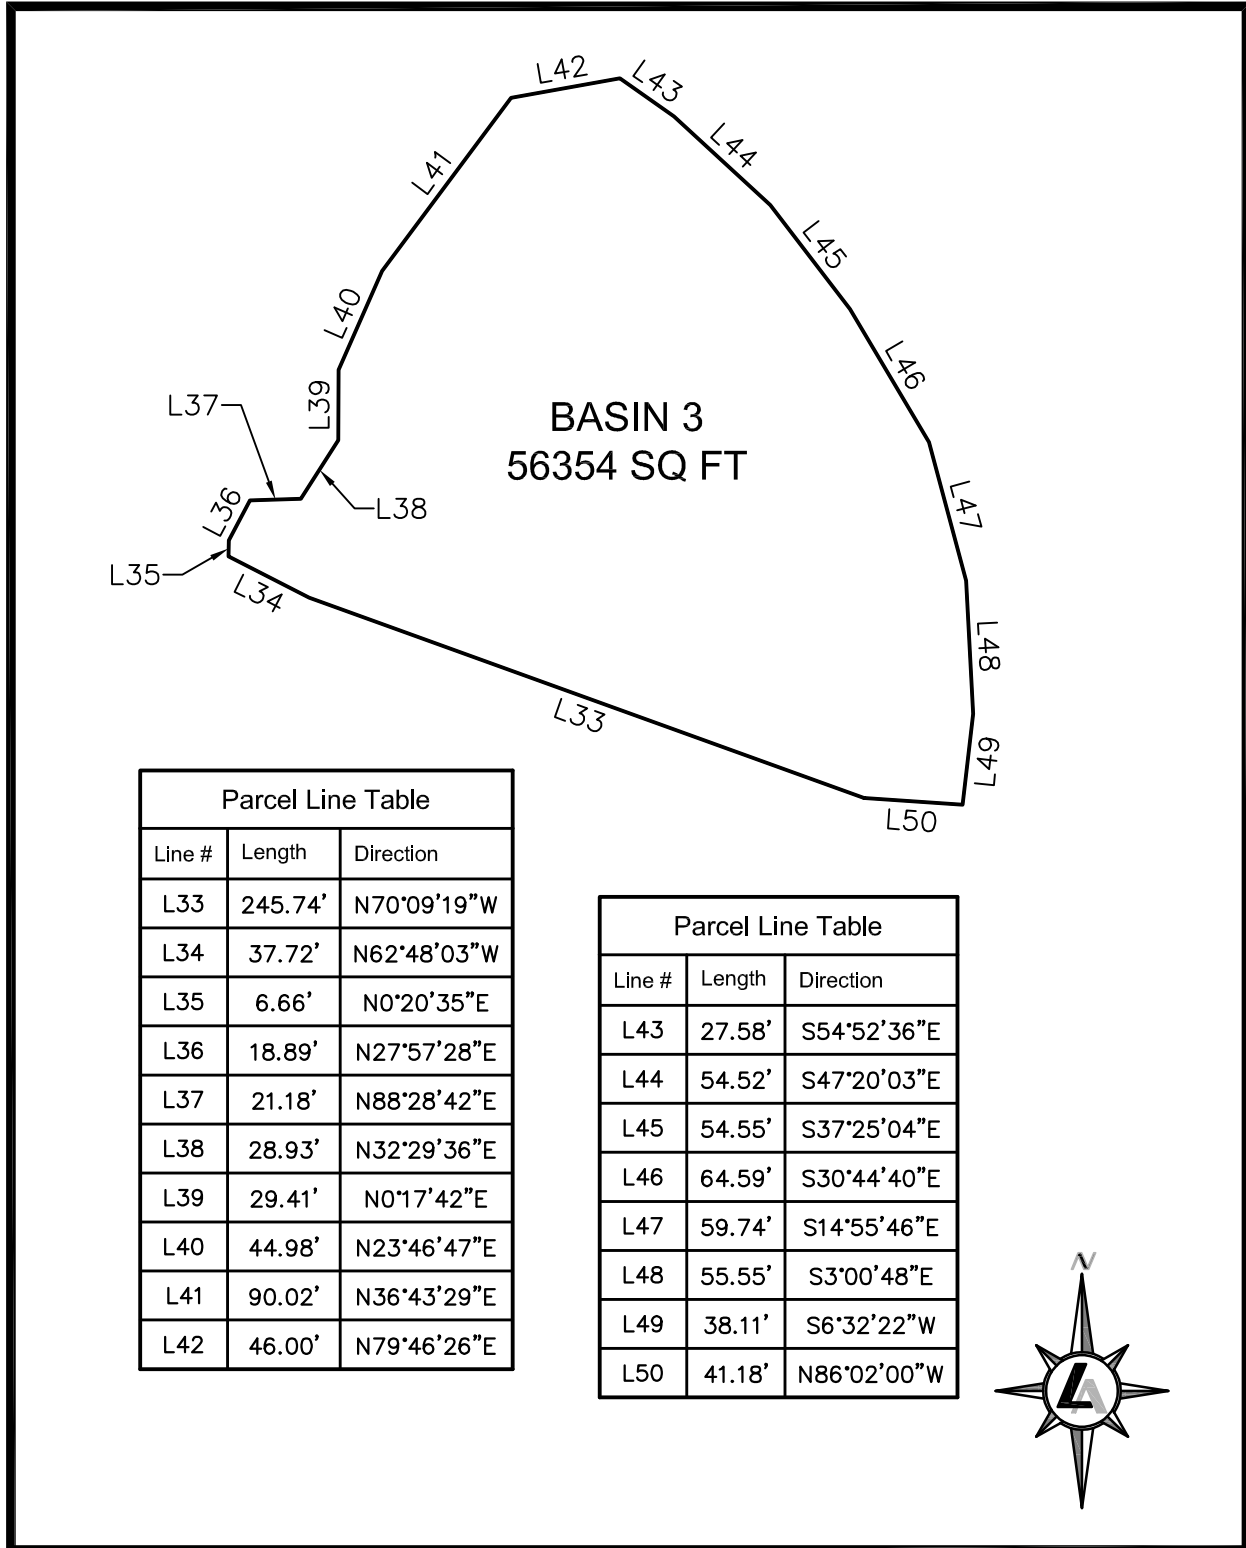 L42
L43
L44
L41
L45
L40
L46
L39
L37
BASIN 3
56354 SQ FT
L36
L38
L47
L35
L34
L48
L33
L49
L50
Parcel Line Table
Line # Length Direction
L33 245.74' N70°09'19"W
L34 37.72' N62°48'03"W
L35 6.66' N0°20'35"E
L36 18.89' N27°57'28"E
L37 21.18' N88°28'42"E
L38 28.93' N32°29'36"E
L39 29.41' N0°17'42"E
L40 44.98' N23°46'47"E
L41 90.02' N36°43'29"E
L42 46.00' N79°46'26"E
Parcel Line Table
Line # Length Direction
L43 27.58' S54°52'36"E
L44 54.52' S47°20'03"E
L45 54.55' S37°25'04"E
L46 64.59' S30°44'40"E
L47 59.74' S14°55'46"E
L48 55.55' S3°00'48"E
L49 38.11' S6°32'22"W
L50 41.18' N86°02'00"W
N
LA